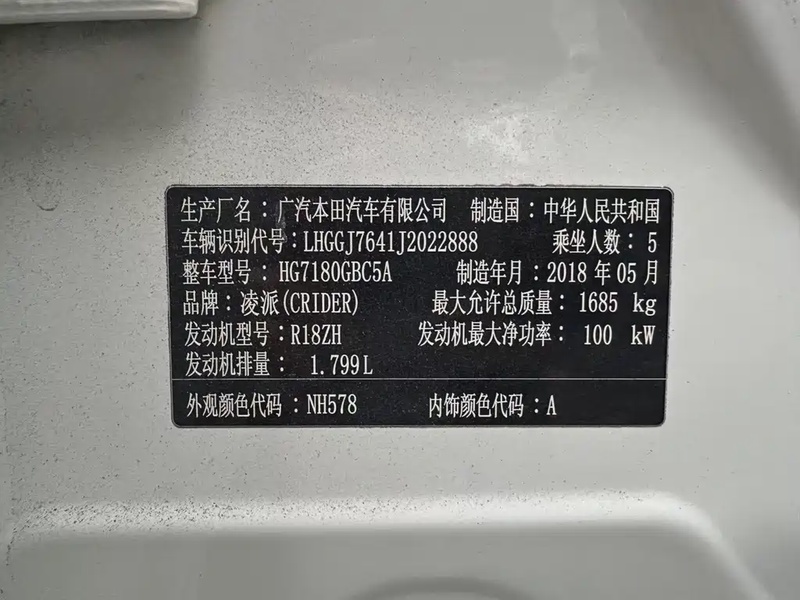 生产厂名：广汽本田汽车有限公司 制造国：中华人民共和国
车辆识别代号：LHGGJ7641J2022888 乘坐人数：5
整车型号：HG7180GBC5A 制造年月：2018 年 05 月
品牌：凌派(CRIDER) 最大允许总质量：1685 kg
发动机型号：R18ZH 发动机最大净功率：100 kW
发动机排量：1.799L
外观颜色代码：NH578 内饰颜色代码：A